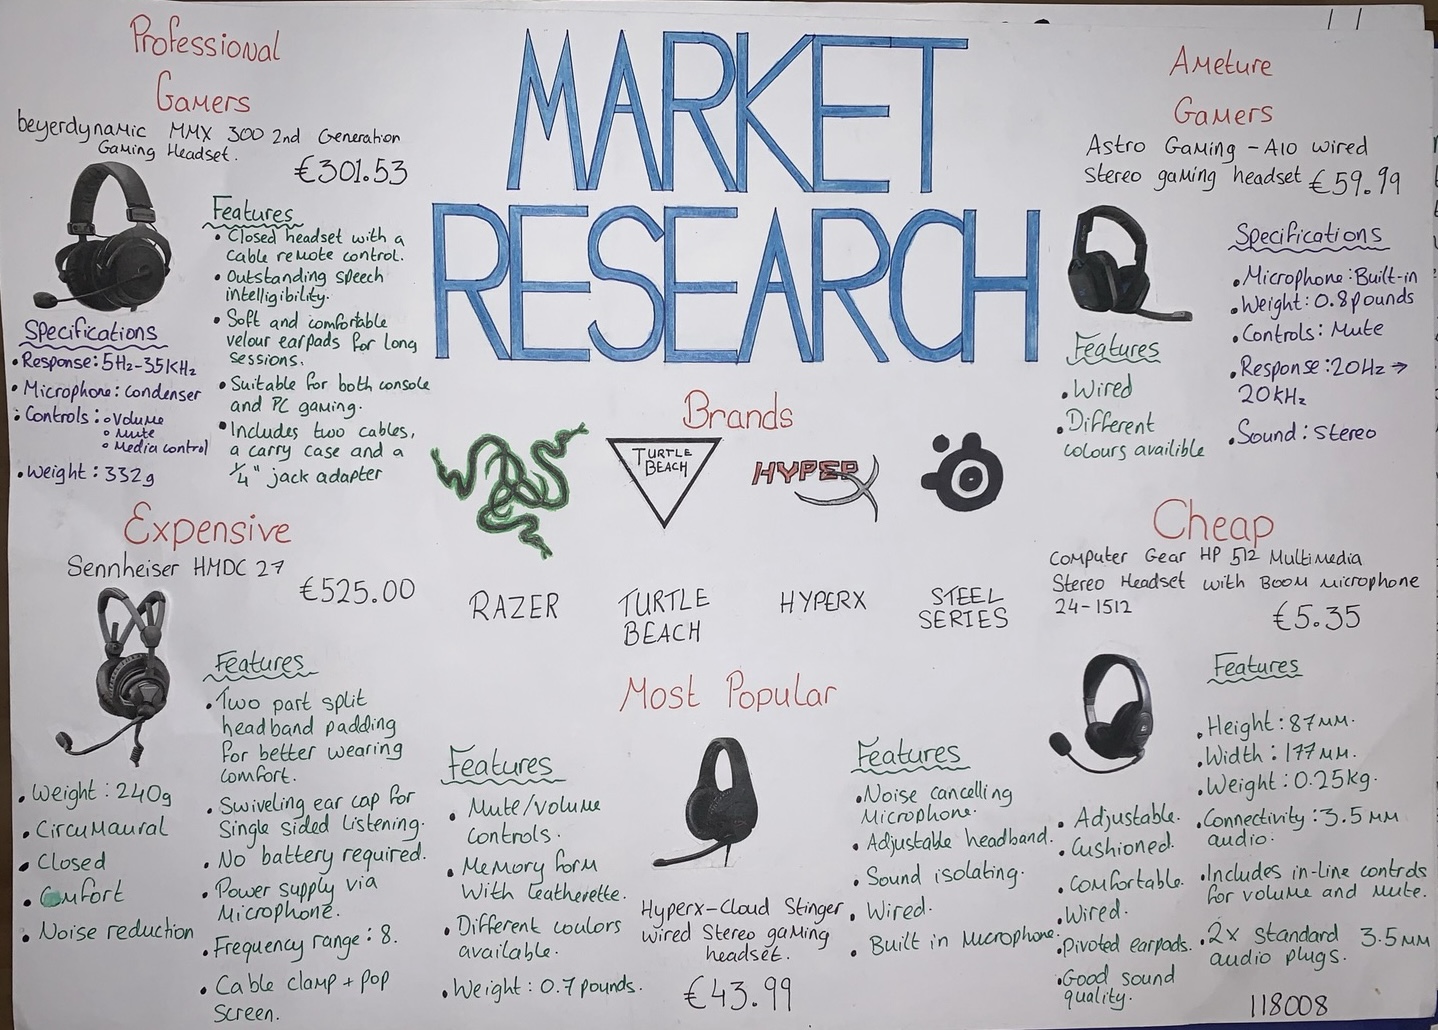 MARKET
RESEARCH
Professional
Gamers
beyerdynamic MMX 300 2nd Generation
Gaming Headset.
€301.53
Features
• Closed headset with a
cable remote control.
• Outstanding speech
intelligibility.
• Soft and comfortable
velour earpads for long
sessions.
• Suitable for both console
and PC gaming.
• Includes two cables,
a carry case and a
1/4" jack adapter
Specifications
• Response: 5Hz-35KHz
• Microphone: condenser
• Controls: ∘ Volume
∘ Mute
∘ Media control
• Weight: 332g
Ameture
Gamers
Astro Gaming - A10 wired
Stereo gaming headset €59.99
Specifications
• Microphone: Built-in
• Weight: 0.8 pounds
• Controls: Mute
• Response: 20Hz →
20KHz
• Sound: Stereo
Features
• Wired
• Different
colours availible
Brands
TURTLE
BEACH
HYPERX
RAZER
TURTLE
BEACH
HYPERX
STEEL
SERIES
Expensive
Sennheiser HMDC 27
€525.00
Features
• Two part split
headband padding
for better wearing
comfort.
• Swiveling ear cap for
Single sided listening.
• No battery required.
• Power supply via
Microphone.
• Frequency range: 8.
• Cable clamp + pop
Screen.
• Weight: 240g
• Circumaural
• Closed
• Comfort
• Noise reduction
Most Popular
Features
• Mute/volume
controls.
• Memory form
With leatherette.
• Different coulors
available.
• Weight: 0.7 pounds.
Hyperx-Cloud Stinger
wired Stereo gaming
headset.
€43.99
Features
• Noise cancelling
Microphone.
• Adjustable headband.
• Sound isolating.
• Wired.
• Built in Microphone.
Cheap
Computer Gear HP 512 Multimedia
Stereo Headset with Boom Microphone
24-1512
€5.35
Features
• Height: 87mm.
• Width: 177mm.
• Weight: 0.25kg.
• Connectivity: 3.5mm
audio.
• Includes in-line controls
for volume and mute.
• 2x Standard 3.5mm
audio plugs.
• Adjustable.
• Cushioned.
• Comfortable.
• Wired.
• Pivoted earpads.
• Good sound
quality.
118008